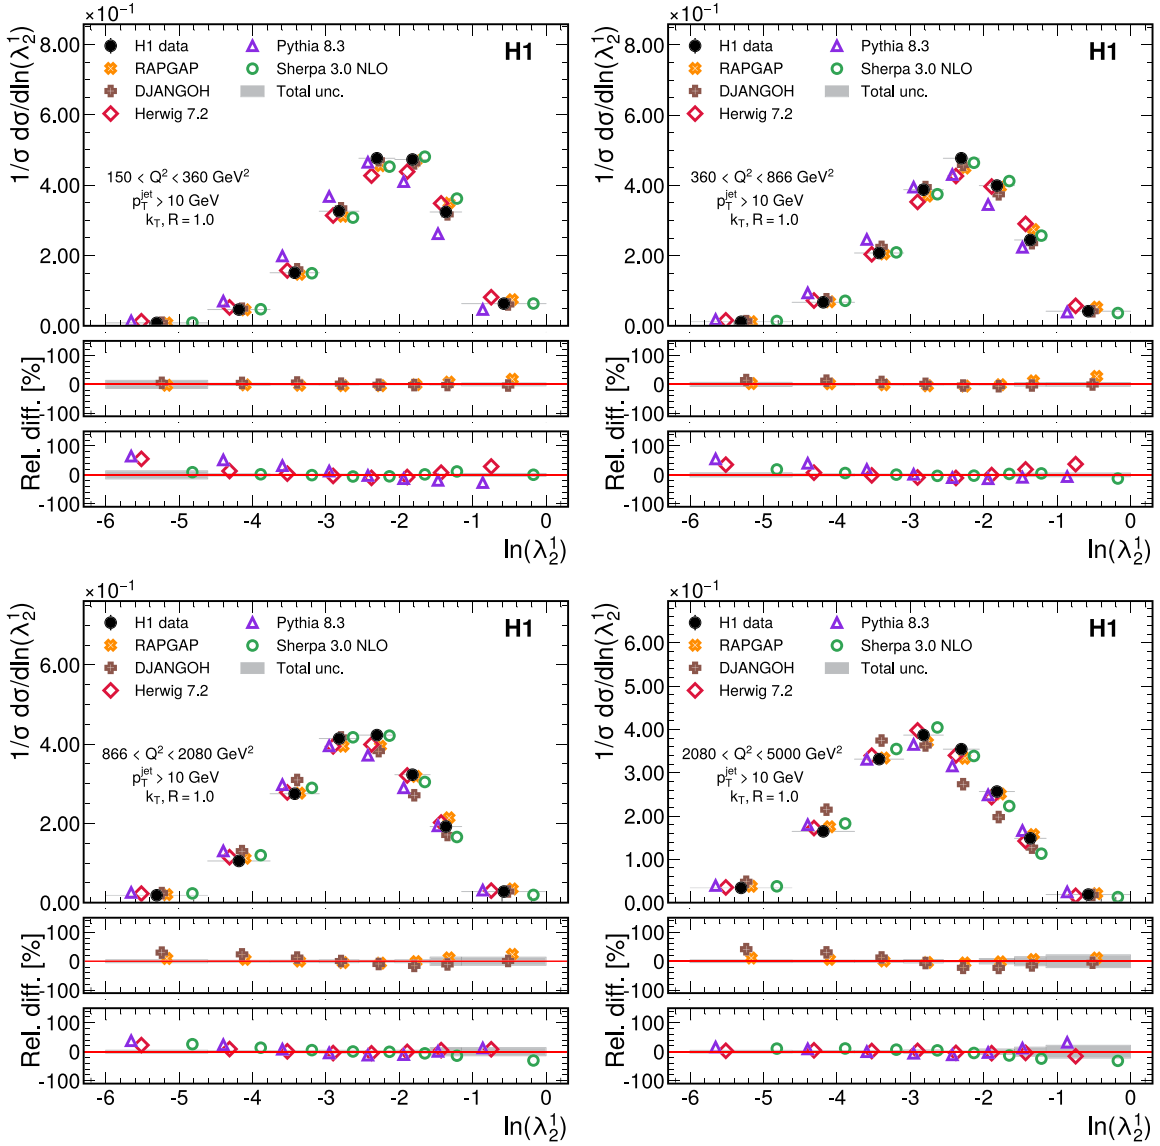 ×10⁻¹
1/σ dσ/dln(λ₂¹)
8.00
6.00
4.00
2.00
0.00
H1
H1 data
RAPGAP
DJANGOH
Herwig 7.2
Pythia 8.3
Sherpa 3.0 NLO
Total unc.
150 < Q² < 360 GeV²
p_T^jet > 10 GeV
k_T, R = 1.0
Rel. diff. [%]
100
0
-100
100
0
-100
-6 -5 -4 -3 -2 -1 0
ln(λ₂¹)
×10⁻¹
1/σ dσ/dln(λ₂¹)
8.00
6.00
4.00
2.00
0.00
H1
H1 data
RAPGAP
DJANGOH
Herwig 7.2
Pythia 8.3
Sherpa 3.0 NLO
Total unc.
360 < Q² < 866 GeV²
p_T^jet > 10 GeV
k_T, R = 1.0
Rel. diff. [%]
100
0
-100
100
0
-100
-6 -5 -4 -3 -2 -1 0
ln(λ₂¹)
×10⁻¹
1/σ dσ/dln(λ₂¹)
6.00
4.00
2.00
0.00
H1
H1 data
RAPGAP
DJANGOH
Herwig 7.2
Pythia 8.3
Sherpa 3.0 NLO
Total unc.
866 < Q² < 2080 GeV²
p_T^jet > 10 GeV
k_T, R = 1.0
Rel. diff. [%]
100
0
-100
100
0
-100
-6 -5 -4 -3 -2 -1 0
ln(λ₂¹)
×10⁻¹
1/σ dσ/dln(λ₂¹)
6.00
5.00
4.00
3.00
2.00
1.00
0.00
H1
H1 data
RAPGAP
DJANGOH
Herwig 7.2
Pythia 8.3
Sherpa 3.0 NLO
Total unc.
2080 < Q² < 5000 GeV²
p_T^jet > 10 GeV
k_T, R = 1.0
Rel. diff. [%]
100
0
-100
100
0
-100
-6 -5 -4 -3 -2 -1 0
ln(λ₂¹)